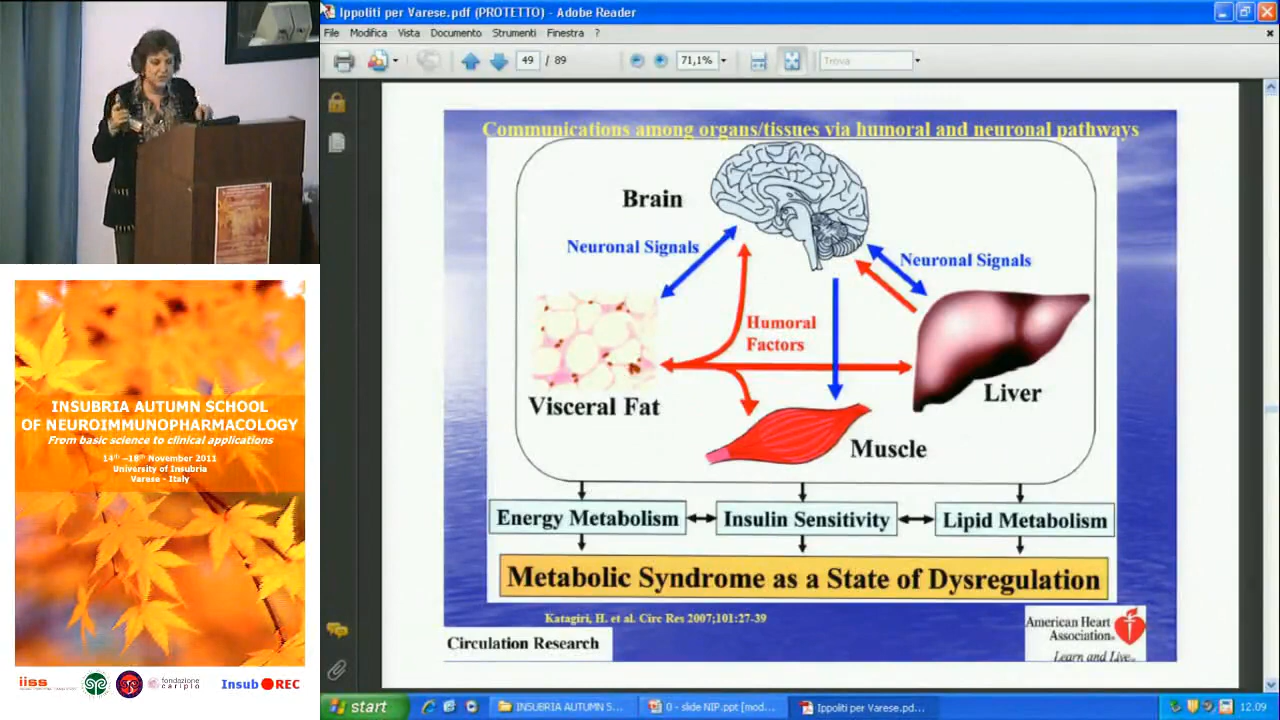 Ippoliti per Varese.pdf (PROTETTO) - Adobe Reader
File Modifica Vista Documento Strumenti Finestra ?
49 / 89 71,1% Trova
Communications among organs/tissues via humoral and neuronal pathways
Brain
Neuronal Signals
Neuronal Signals
Humoral
Factors
Visceral Fat
Liver
Muscle
Energy Metabolism
Insulin Sensitivity
Lipid Metabolism
Metabolic Syndrome as a State of Dysregulation
Katagiri, H. et al. Circ Res 2007;101:27-39
Circulation Research
American Heart
Association®
Learn and Live
INSUBRIA AUTUMN SCHOOL
OF NEUROIMMUNOPHARMACOLOGY
From basic science to clinical applications
14th –18th November 2011
University of Insubria
Varese - Italy
iiss
fondazione
cariplo
Insub REC
start
INSUBRIA AUTUMN S...
0 - slide NIP.ppt [mod...
Ippoliti per Varese.pd...
12.09